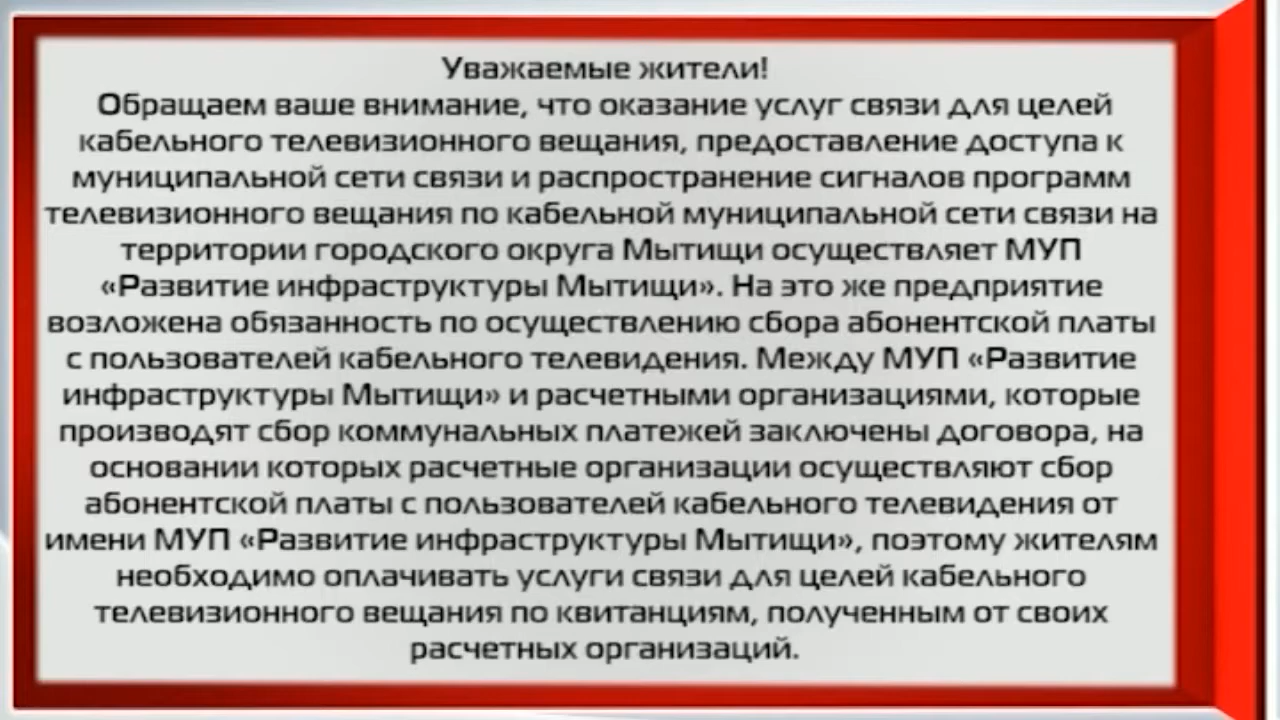 Уважаемые жители!
Обращаем ваше внимание, что оказание услуг связи для целей
кабельного телевизионного вещания, предоставление доступа к
муниципальной сети связи и распространение сигналов программ
телевизионного вещания по кабельной муниципальной сети связи на
территории городского округа Мытищи осуществляет МУП
«Развитие инфраструктуры Мытищи». На это же предприятие
возложена обязанность по осуществлению сбора абонентской платы
с пользователей кабельного телевидения. Между МУП «Развитие
инфраструктуры Мытищи» и расчетными организациями, которые
производят сбор коммунальных платежей заключены договора, на
основании которых расчетные организации осуществляют сбор
абонентской платы с пользователей кабельного телевидения от
имени МУП «Развитие инфраструктуры Мытищи», поэтому жителям
необходимо оплачивать услуги связи для целей кабельного
телевизионного вещания по квитанциям, полученным от своих
расчетных организаций.